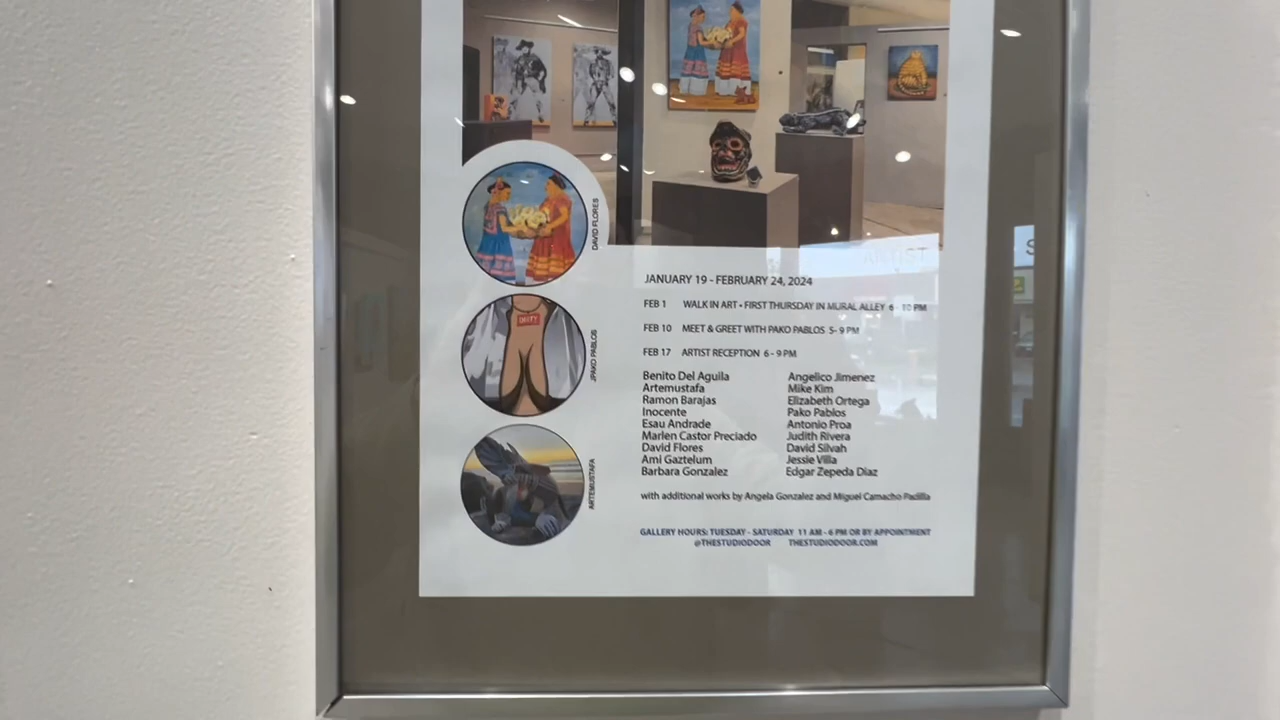 ARTIST
DAVID FLORES
UNITY
JANUARY 19 - FEBRUARY 24, 2024
FEB 1 WALK IN ART • FIRST THURSDAY IN MURAL ALLEY 6 - 10 PM
FEB 10 MEET & GREET WITH PAKO PABLOS 5- 9 PM
FEB 17 ARTIST RECEPTION 6 - 9 PM
JPAKO PABLOS
Benito Del Aguila Angelico Jimenez
Artemustafa Mike Kim
Ramon Barajas Elizabeth Ortega
Inocente Pako Pablos
Esau Andrade Antonio Proa
Marlen Castor Preciado Judith Rivera
David Flores David Silvah
Ami Gaztelum Jessie Villa
Barbara Gonzalez Edgar Zepeda Diaz
ARTEMUSTAFA
with additional works by Angela Gonzalez and Miguel Camacho Padilla
GALLERY HOURS: TUESDAY - SATURDAY 11 AM - 6 PM OR BY APPOINTMENT
@THESTUDIODOOR THESTUDIODOOR.COM